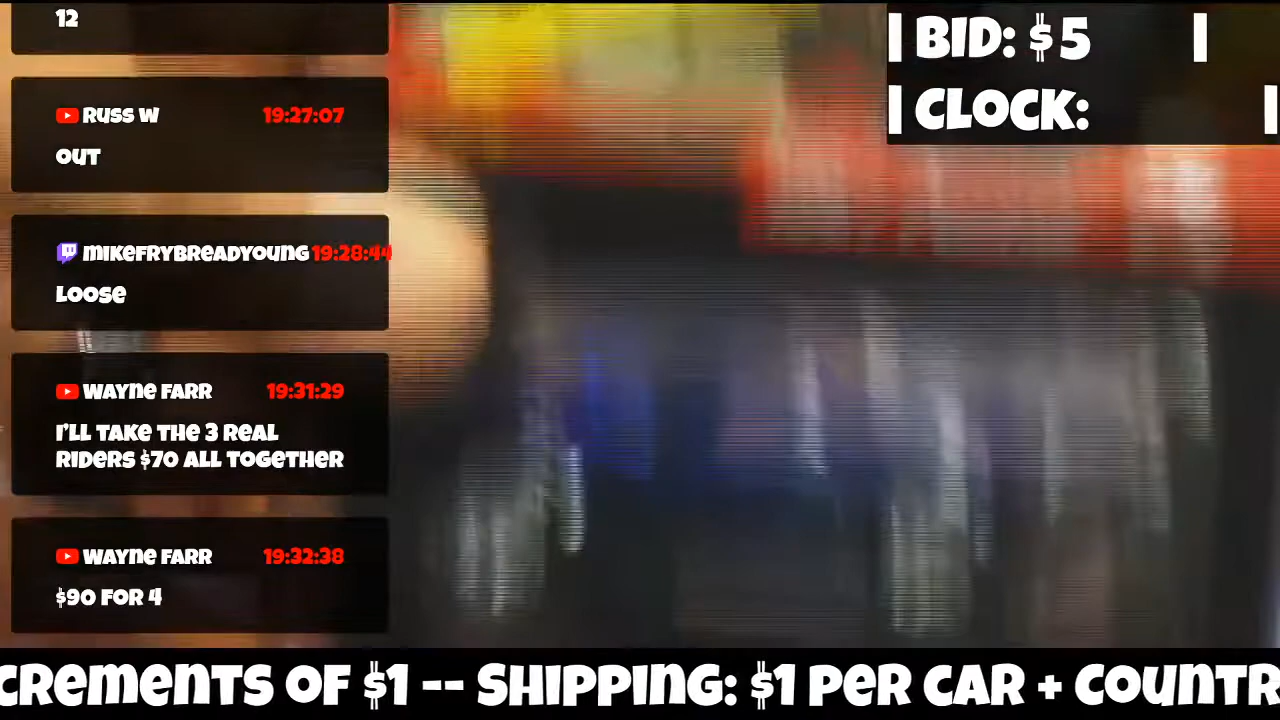 12
Russ W 19:27:07
OUT
mikefrybreadyoung 19:28:44
Loose
Wayne Farr 19:31:29
I'll take the 3 real
riders $70 all together
Wayne Farr 19:32:38
$90 for 4
| BID: $5 |
| CLOCK: |
CREMENTS OF $1 -- SHIPPING: $1 PER CAR + COUNTR